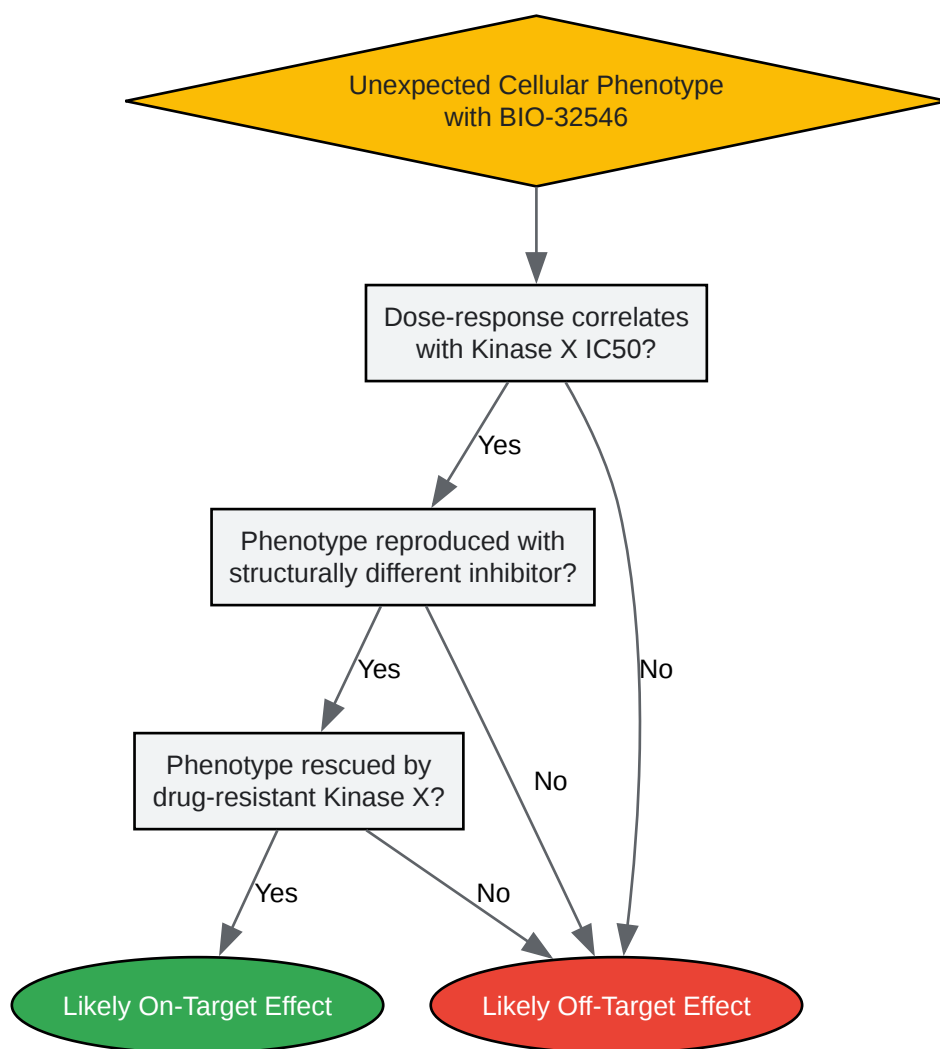 Unexpected Cellular Phenotype
with BIO-32546
Dose-response correlates
with Kinase X IC50?
Yes
Phenotype reproduced with
structurally different inhibitor?
No
Yes
Phenotype rescued by
drug-resistant Kinase X?
No
Yes
No
Likely On-Target Effect
Likely Off-Target Effect